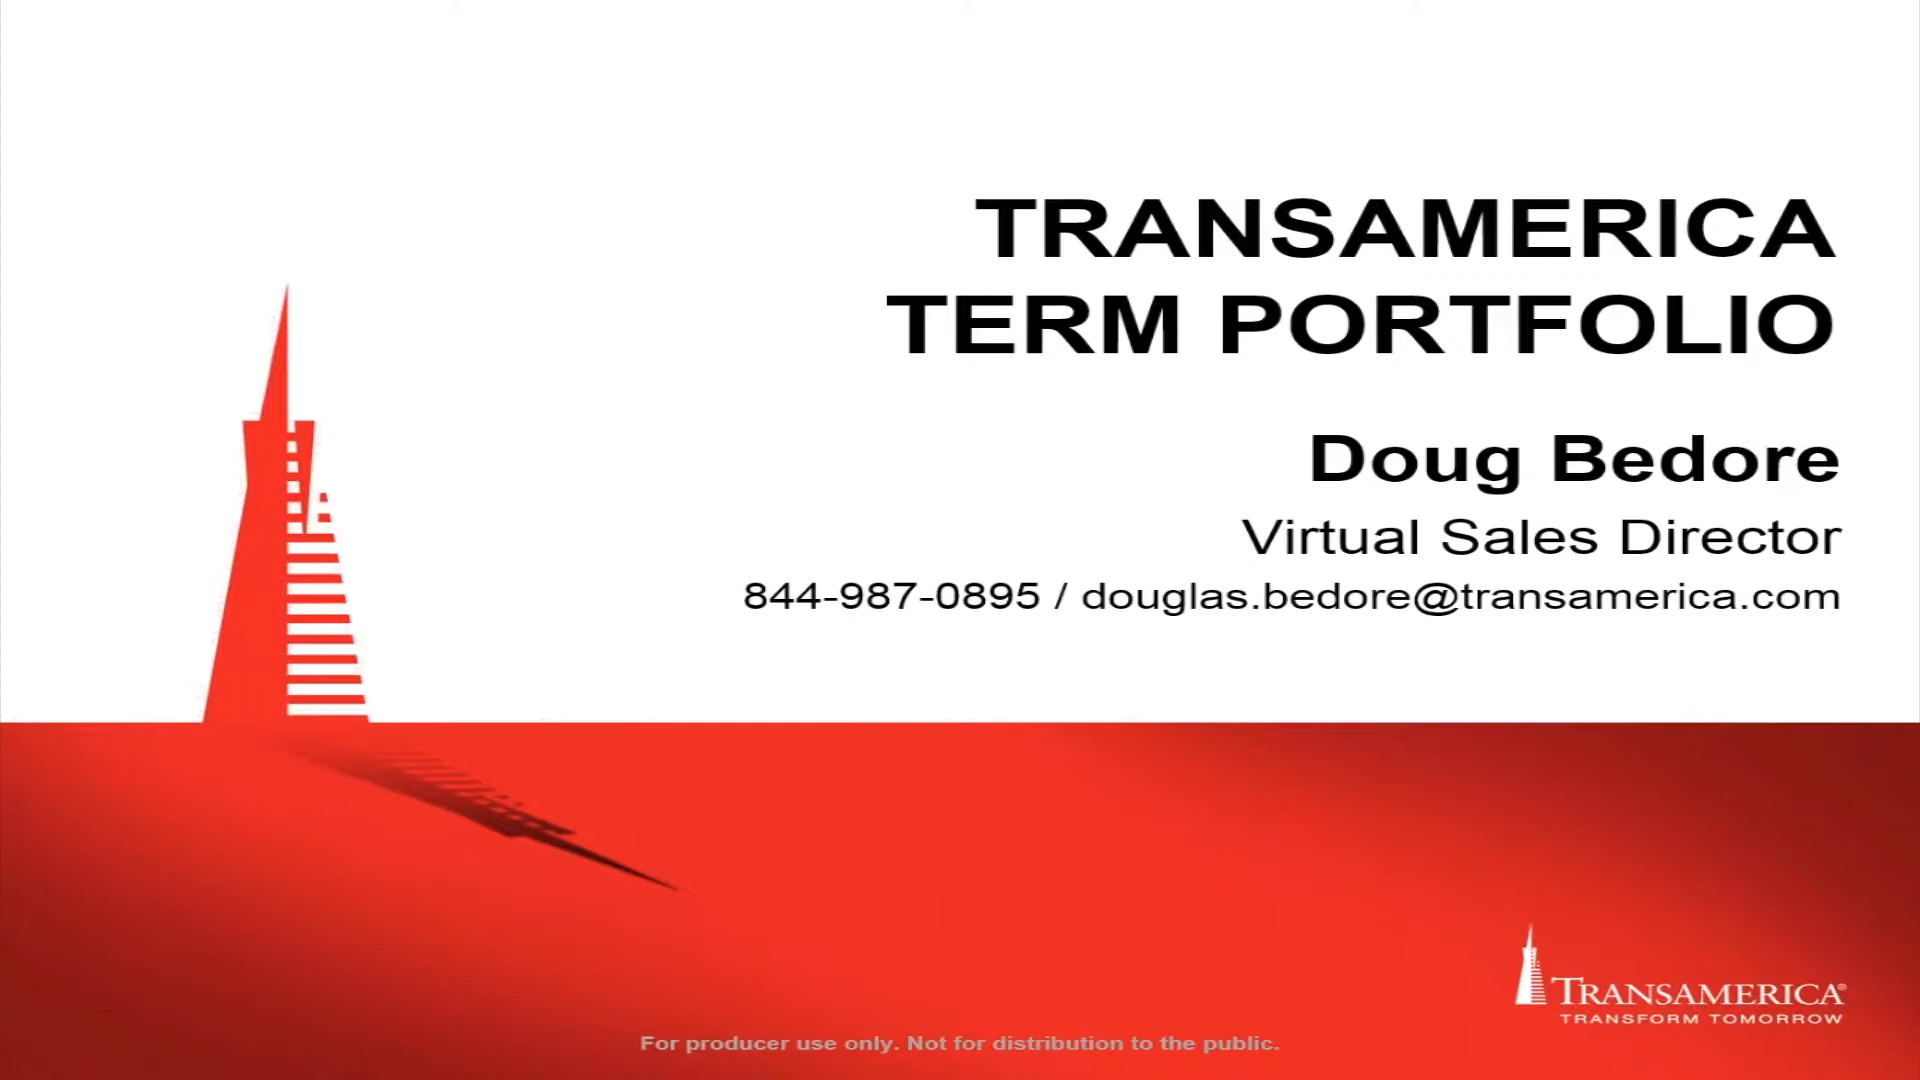 TRANSAMERICA
TERM PORTFOLIO
Doug Bedore
Virtual Sales Director
844-987-0895 / douglas.bedore@transamerica.com
TRANSAMERICA®
TRANSFORM TOMORROW
For producer use only. Not for distribution to the public.